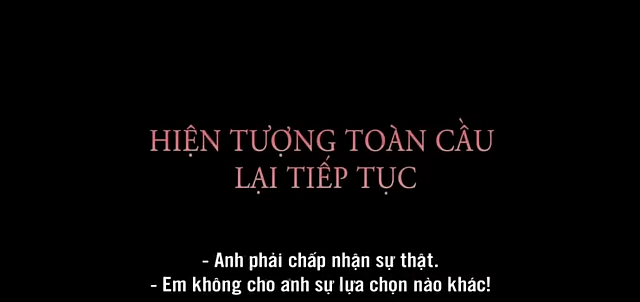 HIỆN TƯỢNG TOÀN CẦU
LẠI TIẾP TỤC
- Anh phải chấp nhận sự thật.
- Em không cho anh sự lựa chọn nào khác!